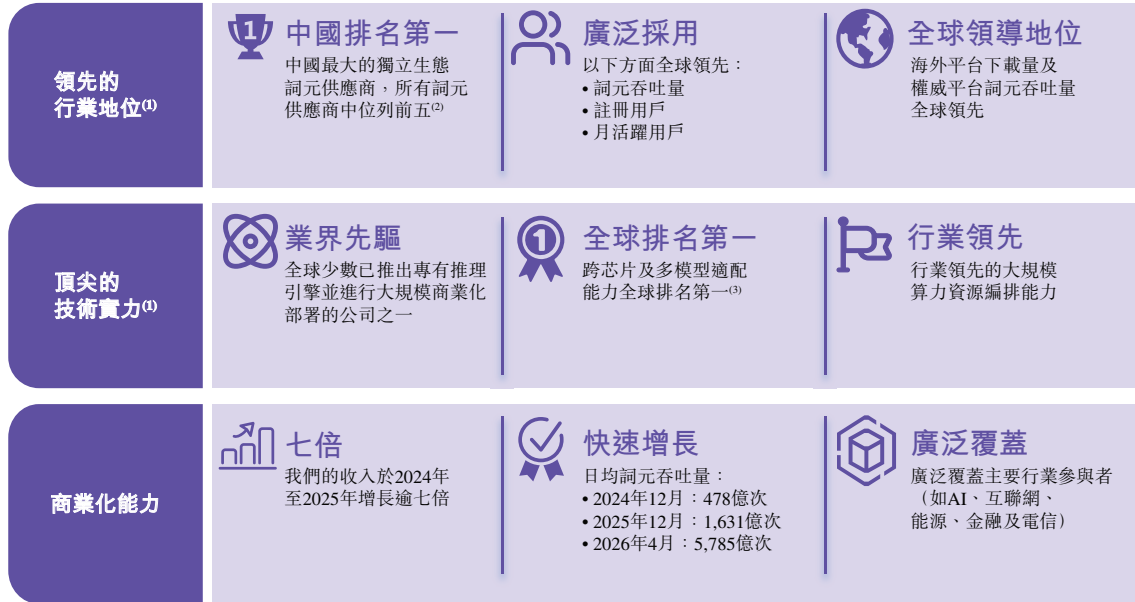 領先的
行業地位(1)
1
中國排名第一
中國最大的獨立生態
詞元供應商，所有詞元
供應商中位列前五(2)
廣泛採用
以下方面全球領先：
• 詞元吞吐量
• 註冊用戶
• 月活躍用戶
全球領導地位
海外平台下載量及
權威平台詞元吞吐量
全球領先
頂尖的
技術實力(1)
業界先驅
全球少數已推出專有推理
引擎並進行大規模商業化
部署的公司之一
1
全球排名第一
跨芯片及多模型適配
能力全球排名第一(3)
行業領先
行業領先的大規模
算力資源編排能力
商業化能力
七倍
我們的收入於2024年
至2025年增長逾七倍
快速增長
日均詞元吞吐量：
• 2024年12月：478億次
• 2025年12月：1,631億次
• 2026年4月：5,785億次
廣泛覆蓋
廣泛覆蓋主要行業參與者
（如AI、互聯網、
能源、金融及電信）